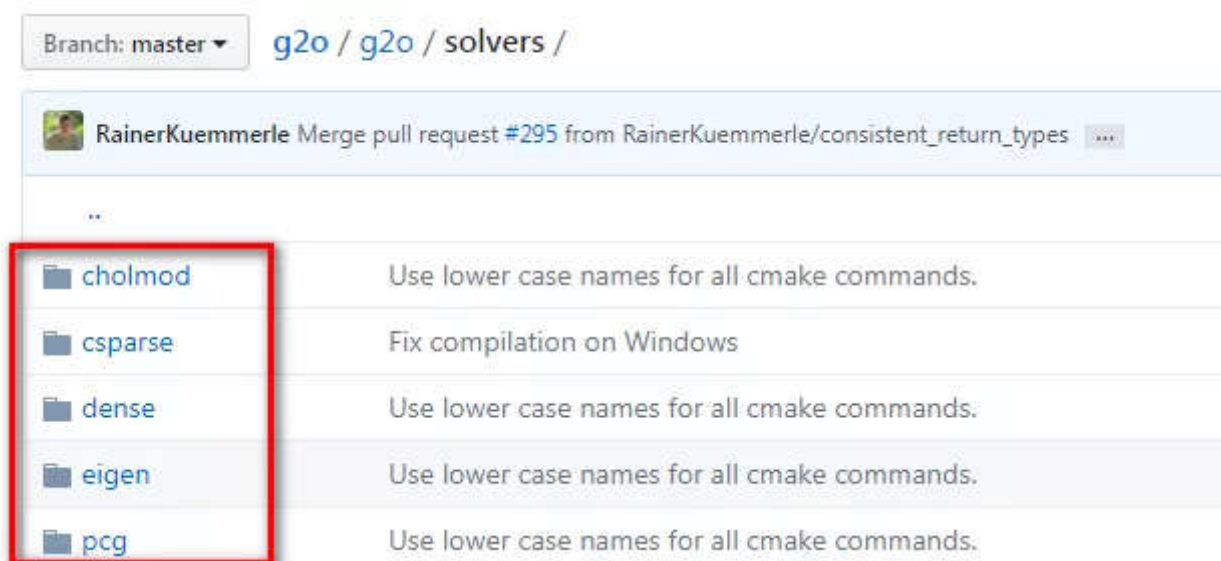 Branch: master g2o / g2o / solvers /
RainerKuemmerle Merge pull request #295 from RainerKuemmerle/consistent_return_types ...
..
cholmod Use lower case names for all cmake commands.
csparse Fix compilation on Windows
dense Use lower case names for all cmake commands.
eigen Use lower case names for all cmake commands.
pcg Use lower case names for all cmake commands.